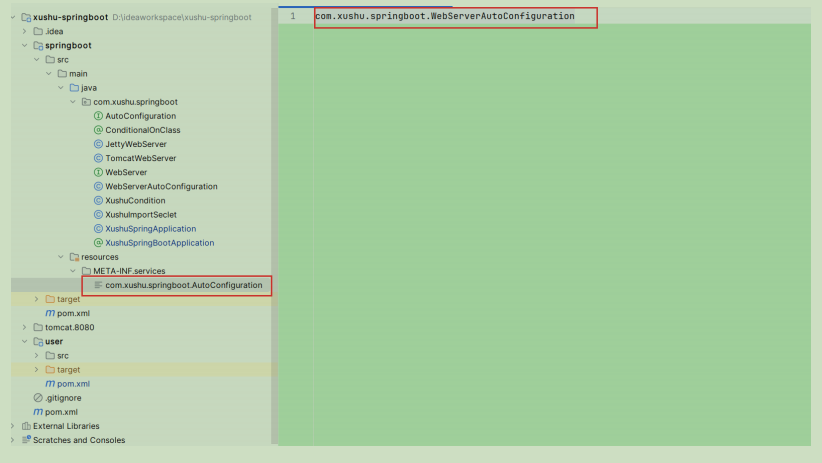 xushu-springboot D:\ideaworkspace\xushu-springboot
.idea
springboot
src
main
java
com.xushu.springboot
AutoConfiguration
ConditionalOnClass
JettyWebServer
TomcatWebServer
WebServer
WebServerAutoConfiguration
XushuCondition
XushuImportSeclet
XushuSpringApplication
XushuSpringBootApplication
resources
META-INF.services
com.xushu.springboot.AutoConfiguration
target
pom.xml
tomcat.8080
user
src
target
pom.xml
.gitignore
pom.xml
External Libraries
Scratches and Consoles
1 com.xushu.springboot.WebServerAutoConfiguration